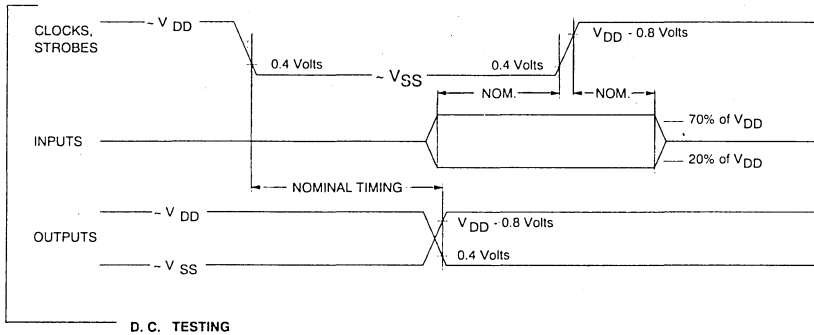 CLOCKS, STROBES
~ V DD
0.4 Volts
~ VSS
0.4 Volts
VDD - 0.8 Volts
NOM.
NOM.
INPUTS
70% of VDD
20% of VDD
NOMINAL TIMING
OUTPUTS
~ V DD
~ V SS
VDD - 0.8 Volts
0.4 Volts
D. C. TESTING